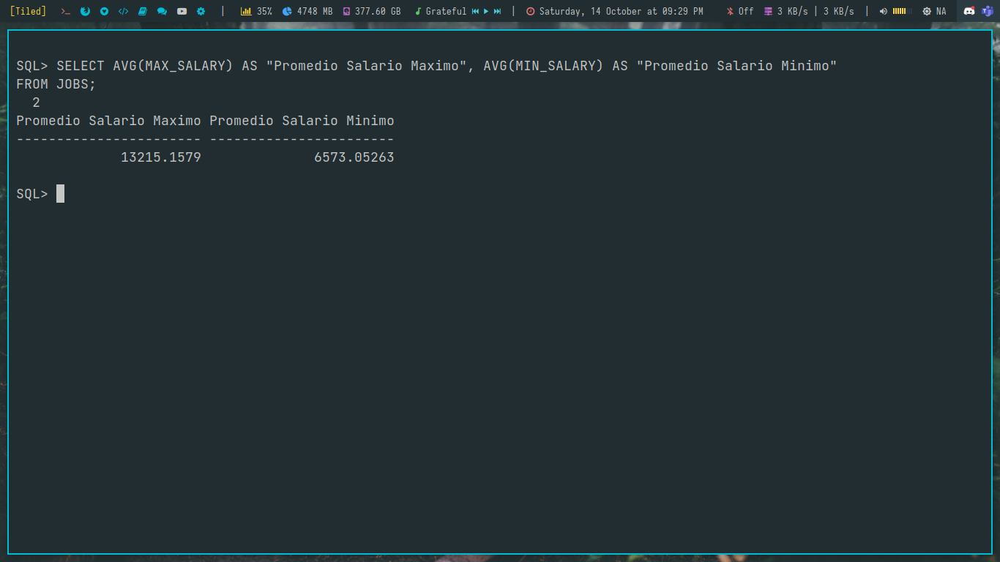 [Tiled] >_ </> | 35% 4748 MB 377.60 GB Grateful | Saturday, 14 October at 09:29 PM Off 3 KB/s | 3 KB/s | NA
SQL> SELECT AVG(MAX_SALARY) AS "Promedio Salario Maximo", AVG(MIN_SALARY) AS "Promedio Salario Minimo"
FROM JOBS;
  2
Promedio Salario Maximo Promedio Salario Minimo
----------------------- -----------------------
             13215.1579              6573.05263
SQL>